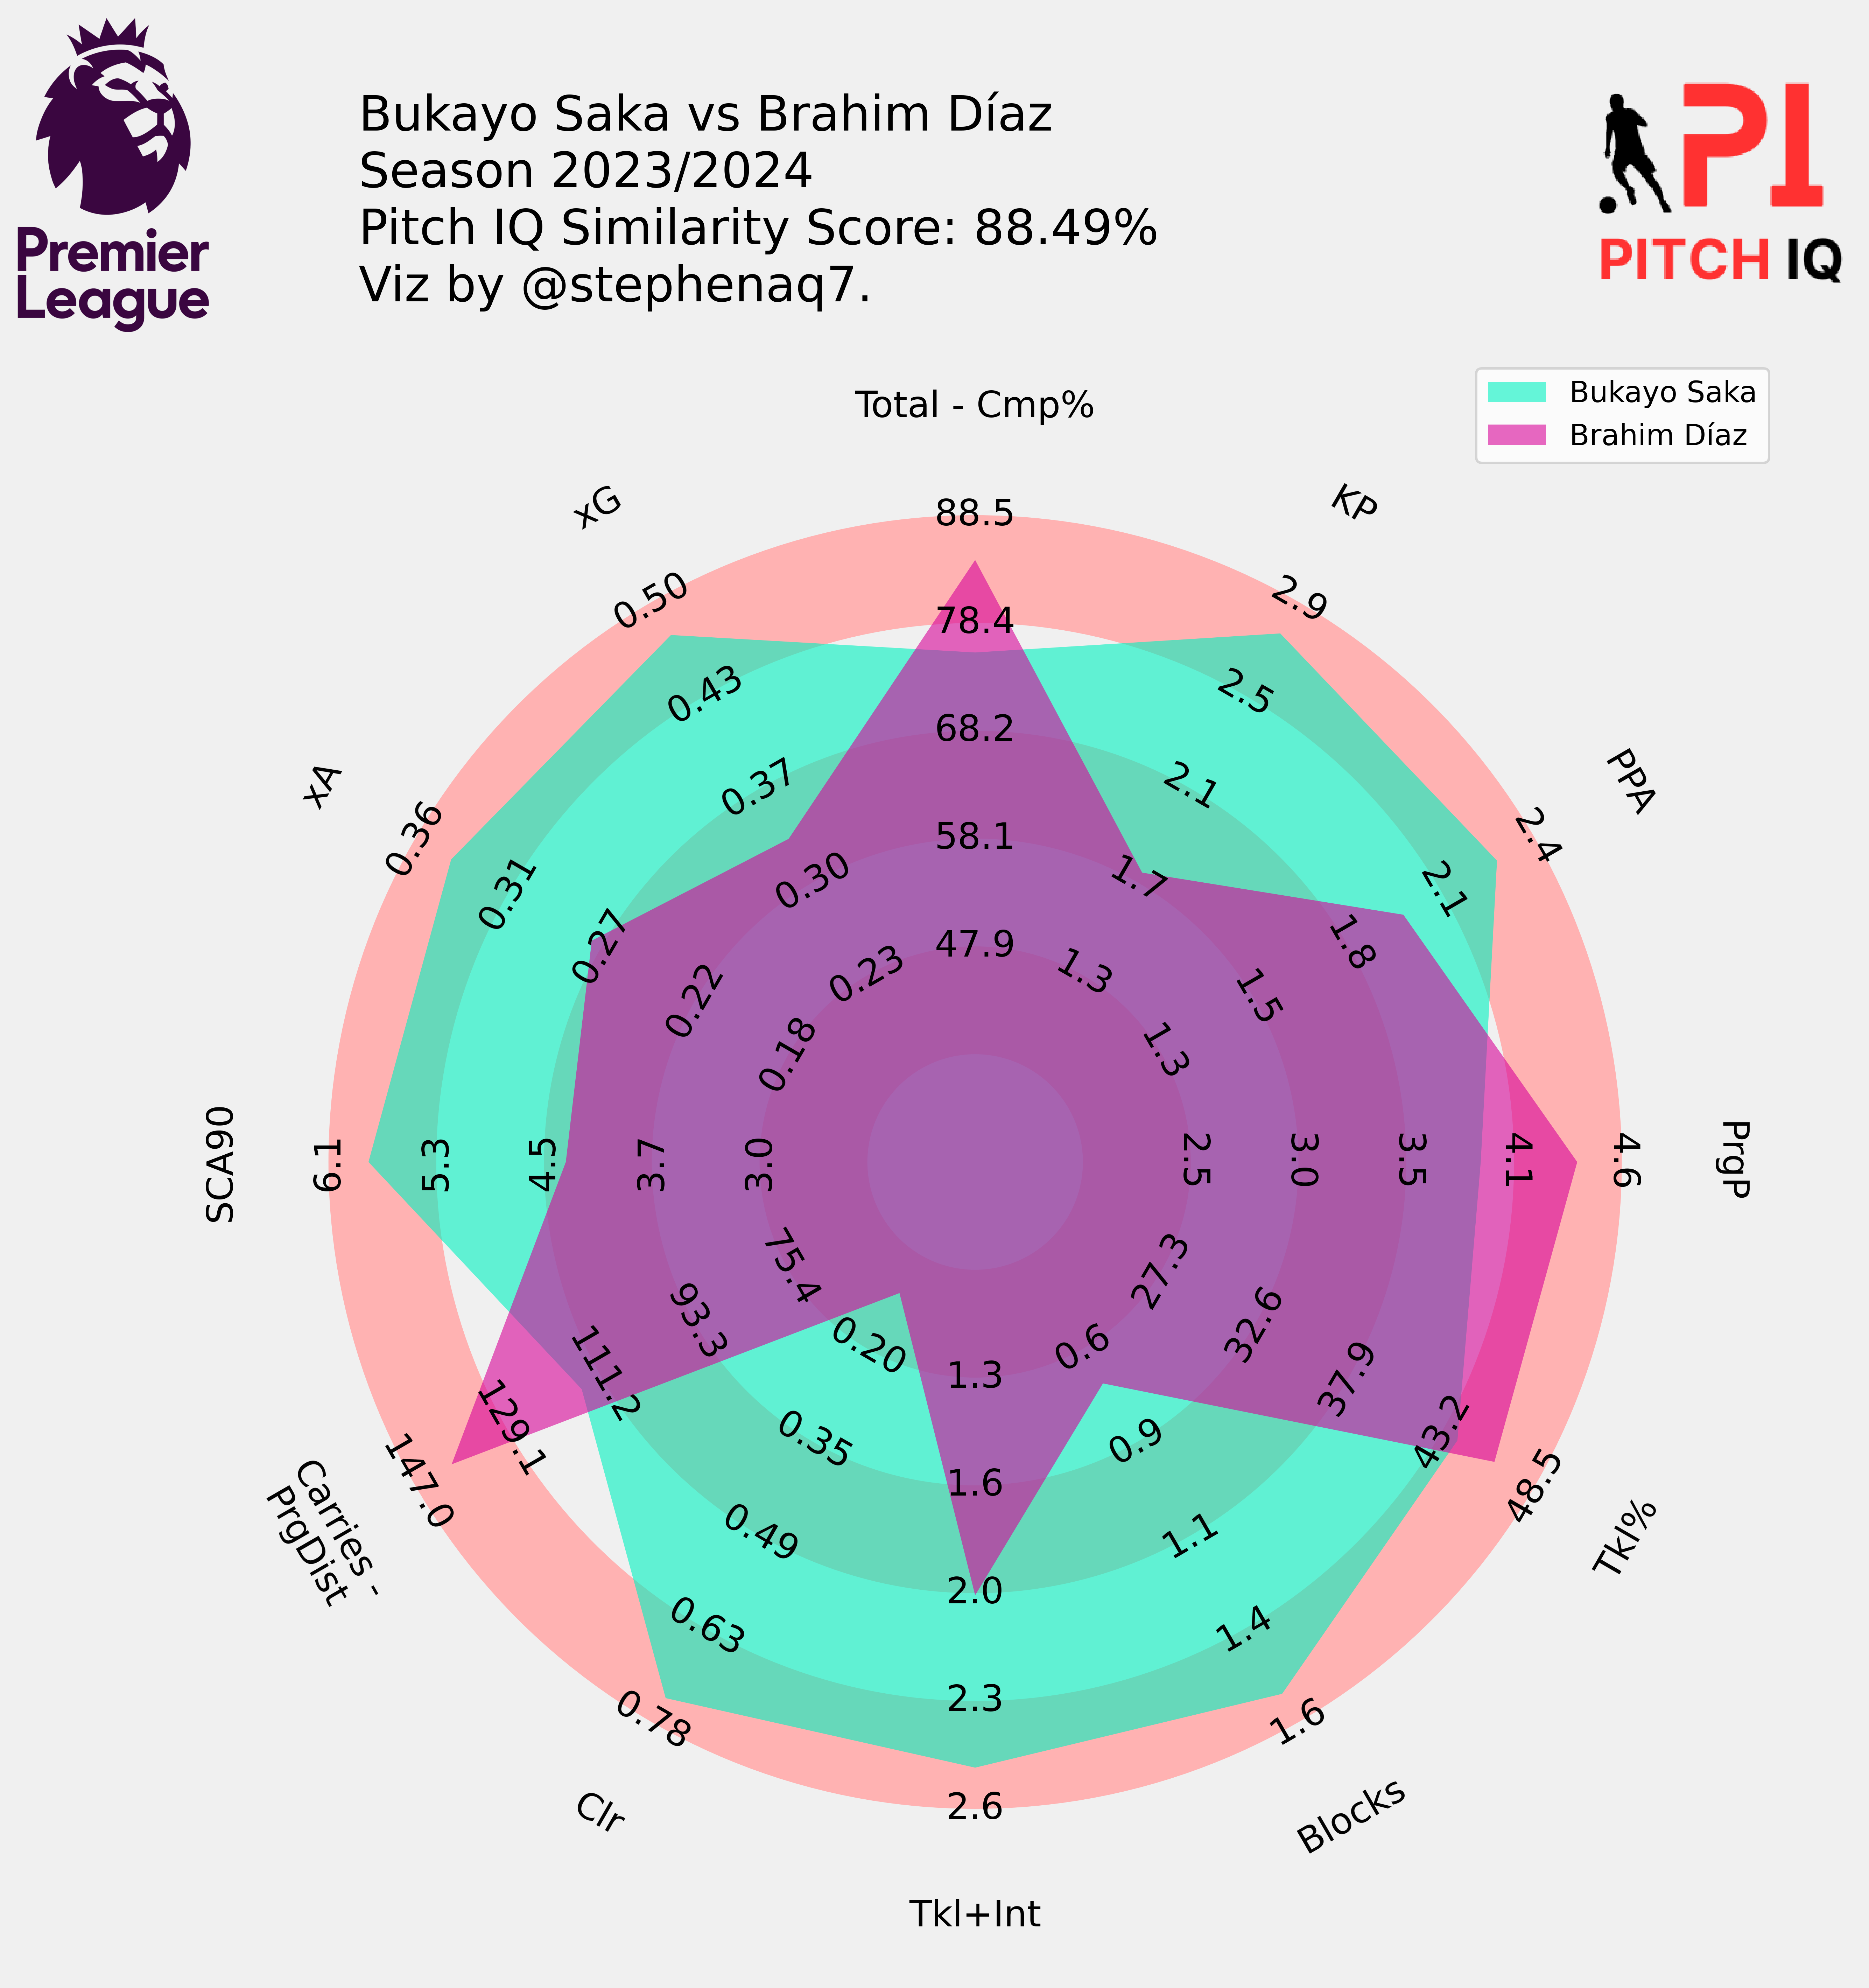 Premier
League
Bukayo Saka vs Brahim Díaz
Season 2023/2024
Pitch IQ Similarity Score: 88.49%
Viz by @stephenaq7.
PI
PITCH IQ
Bukayo Saka
Brahim Díaz
Total - Cmp%
88.5
78.4
68.2
58.1
47.9
KP
2.9
2.5
2.1
1.7
1.3
PPA
2.4
2.1
1.8
1.5
1.3
PrgP
4.6
4.1
3.5
3.0
2.5
Tkl%
48.5
43.2
37.9
32.6
27.3
Blocks
1.6
1.4
1.1
0.9
0.6
Tkl+Int
2.6
2.3
2.0
1.6
1.3
Clr
0.78
0.63
0.49
0.35
0.20
Carries -
PrgDist
147.0
129.1
111.2
93.3
75.4
SCA90
6.1
5.3
4.5
3.7
3.0
xA
0.36
0.31
0.27
0.22
0.18
xG
0.50
0.43
0.37
0.30
0.23